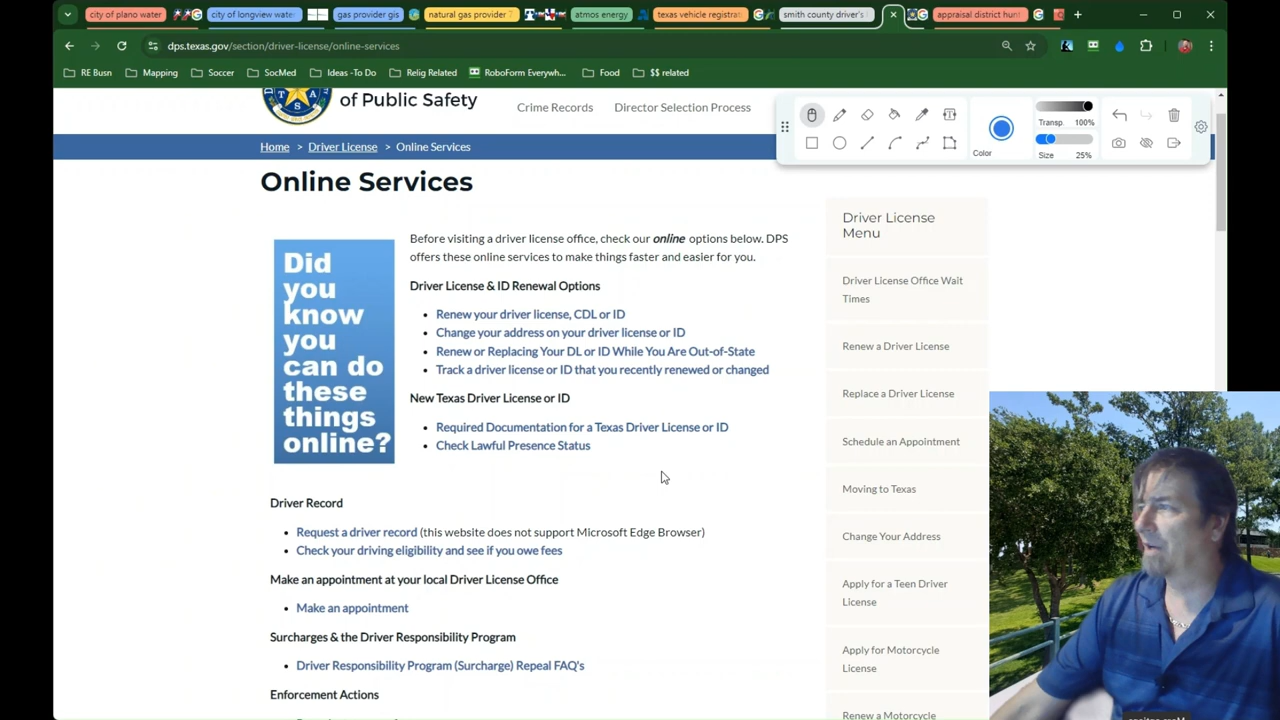 city of plano water
city of longview water
gas provider gis
natural gas provider 7
atmos energy
texas vehicle registrat
smith county driver's l
appraisal district hunt
dps.texas.gov/section/driver-license/online-services
RE Busn
Mapping
Soccer
SocMed
Ideas -To Do
Relig Related
RoboForm Everywh...
Food
$$ related
of Public Safety
Crime Records
Director Selection Process
Transp. 100%
Color
Size 25%
Home > Driver License > Online Services
Online Services
Did
you
know
you
can do
these
things
online?
Before visiting a driver license office, check our online options below. DPS
offers these online services to make things faster and easier for you.
Driver License & ID Renewal Options
Renew your driver license, CDL or ID
Change your address on your driver license or ID
Renew or Replacing Your DL or ID While You Are Out-of-State
Track a driver license or ID that you recently renewed or changed
New Texas Driver License or ID
Required Documentation for a Texas Driver License or ID
Check Lawful Presence Status
Driver Record
Request a driver record (this website does not support Microsoft Edge Browser)
Check your driving eligibility and see if you owe fees
Make an appointment at your local Driver License Office
Make an appointment
Surcharges & the Driver Responsibility Program
Driver Responsibility Program (Surcharge) Repeal FAQ's
Enforcement Actions
Driver License
Menu
Driver License Office Wait
Times
Renew a Driver License
Replace a Driver License
Schedule an Appointment
Moving to Texas
Change Your Address
Apply for a Teen Driver
License
Apply for Motorcycle
License
Renew a Motorcycle